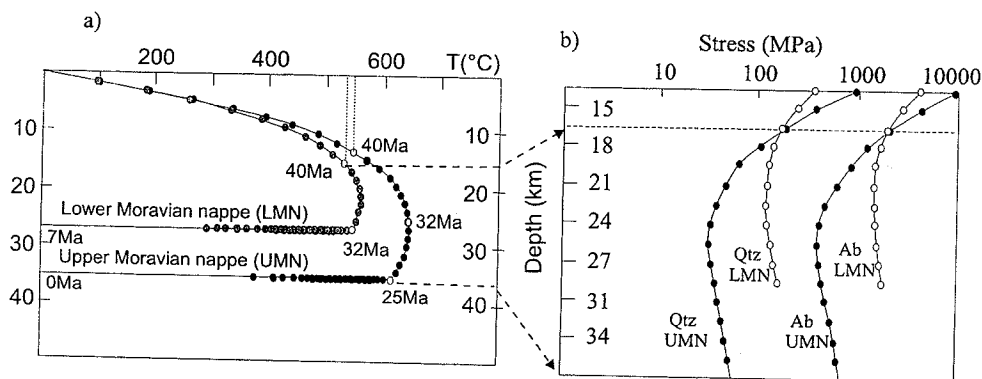 a)
200 400 600 T(°C)
10
20
30
40
10
20
30
40
40Ma
40Ma
Lower Moravian nappe (LMN)
.7Ma
32Ma
32Ma
Upper Moravian nappe (UMN)
0Ma
25Ma
b)
Stress (MPa)
10 100 1000 10000
Depth (km)
15
18
21
24
27
31
34
Qtz
LMN
Ab
LMN
Qtz
UMN
Ab
UMN